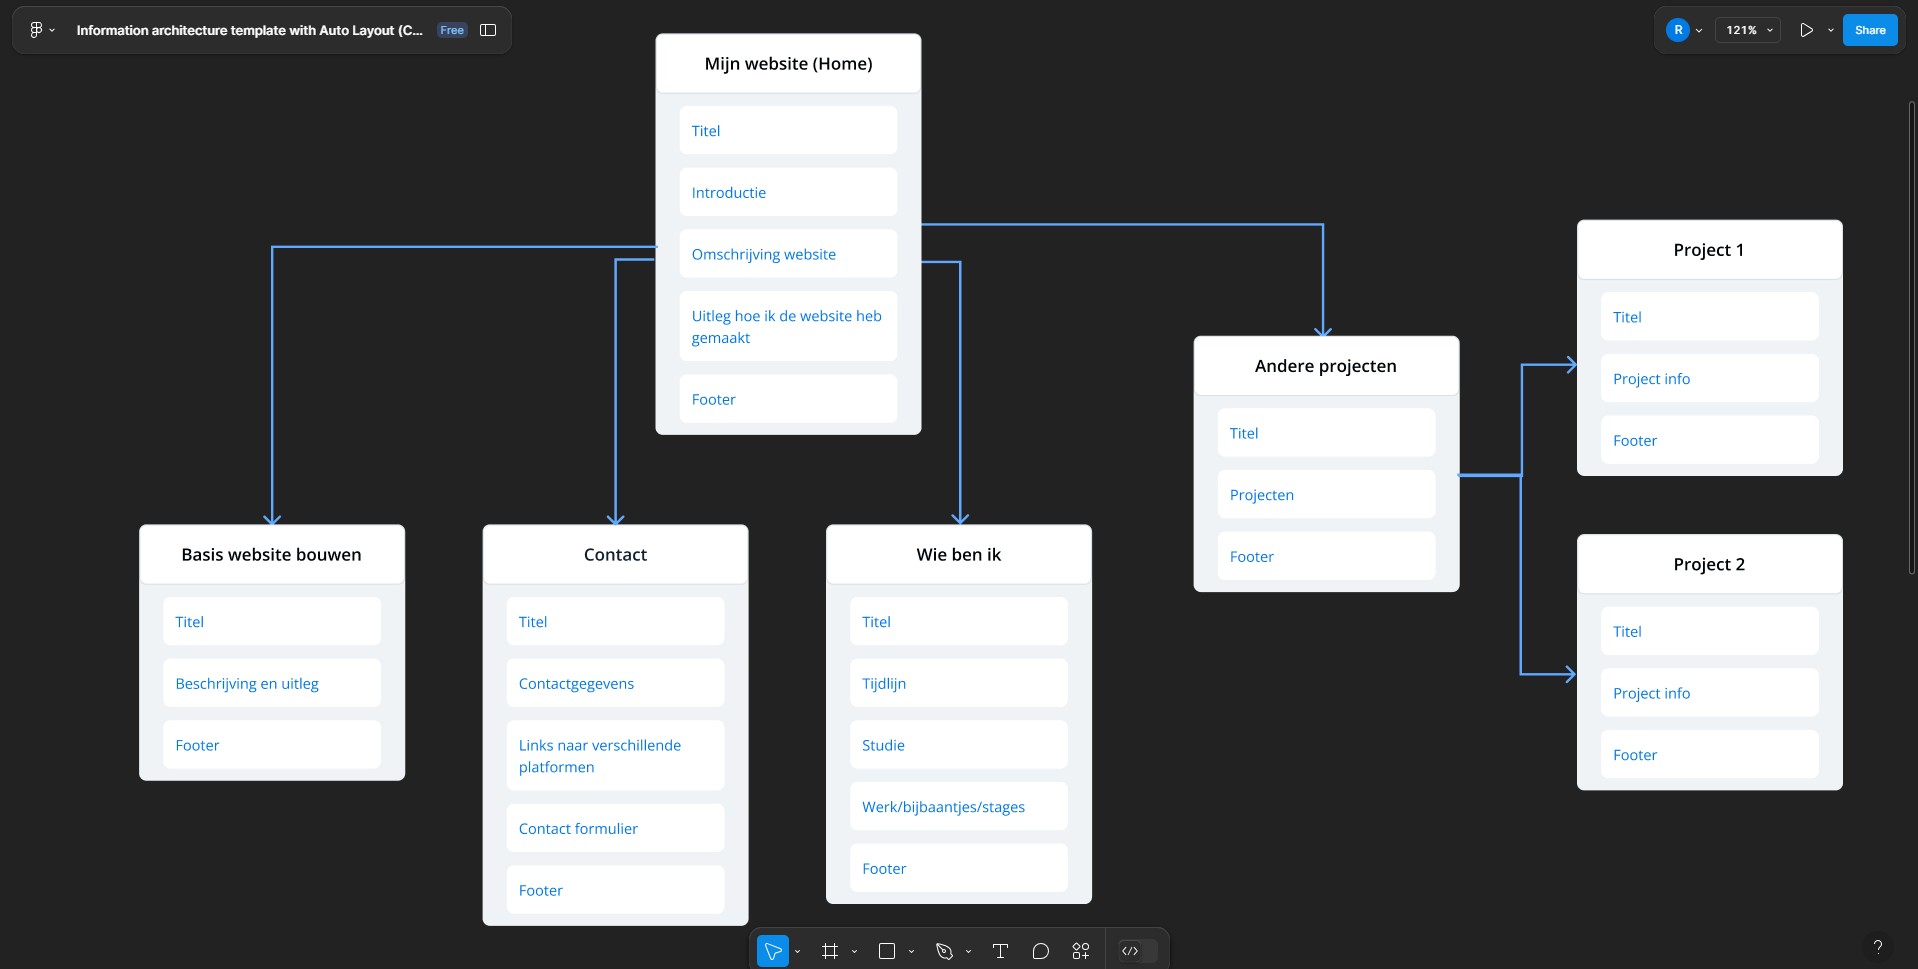 Information architecture template with Auto Layout (C...
Free
R
121%
Share
Mijn website (Home)
Titel
Introductie
Omschrijving website
Uitleg hoe ik de website heb
gemaakt
Footer
Basis website bouwen
Titel
Beschrijving en uitleg
Footer
Contact
Titel
Contactgegevens
Links naar verschillende
platformen
Contact formulier
Footer
Wie ben ik
Titel
Tijdlijn
Studie
Werk/bijbaantjes/stages
Footer
Andere projecten
Titel
Projecten
Footer
Project 1
Titel
Project info
Footer
Project 2
Titel
Project info
Footer